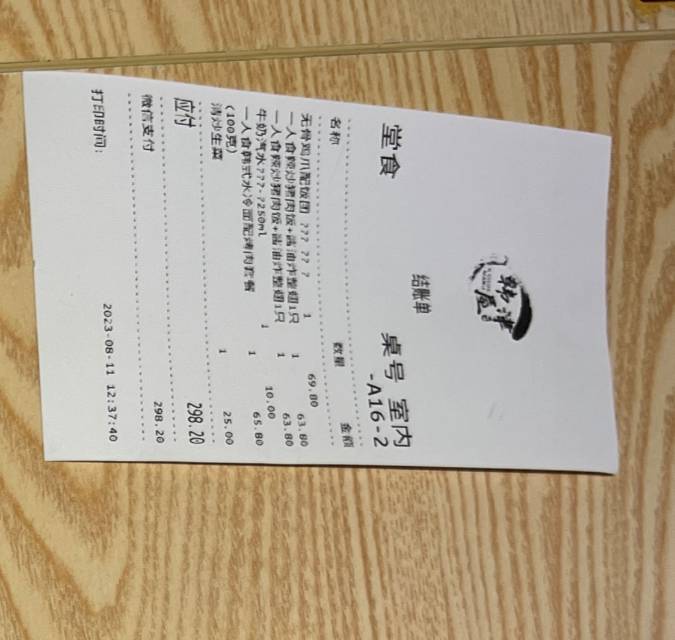 韩津屋
结账单
堂食 桌号 室内-A16-2
名称 数量 金额
无骨鸡爪配饭团 ??? ?? ? 1 69.80
一人食辣炒猪肉饭+酱油炸整翅1只 1 63.80
一人食辣炒猪肉饭+酱油炸整翅1只 1 63.80
牛奶汽水???-?250ml 1 10.00
一人食韩式水冷面配烤肉套餐 1 65.80
(100克)
清炒生菜 1 25.00
应付 298.20
微信支付 298.20
打印时间: 2023-08-11 12:37:40